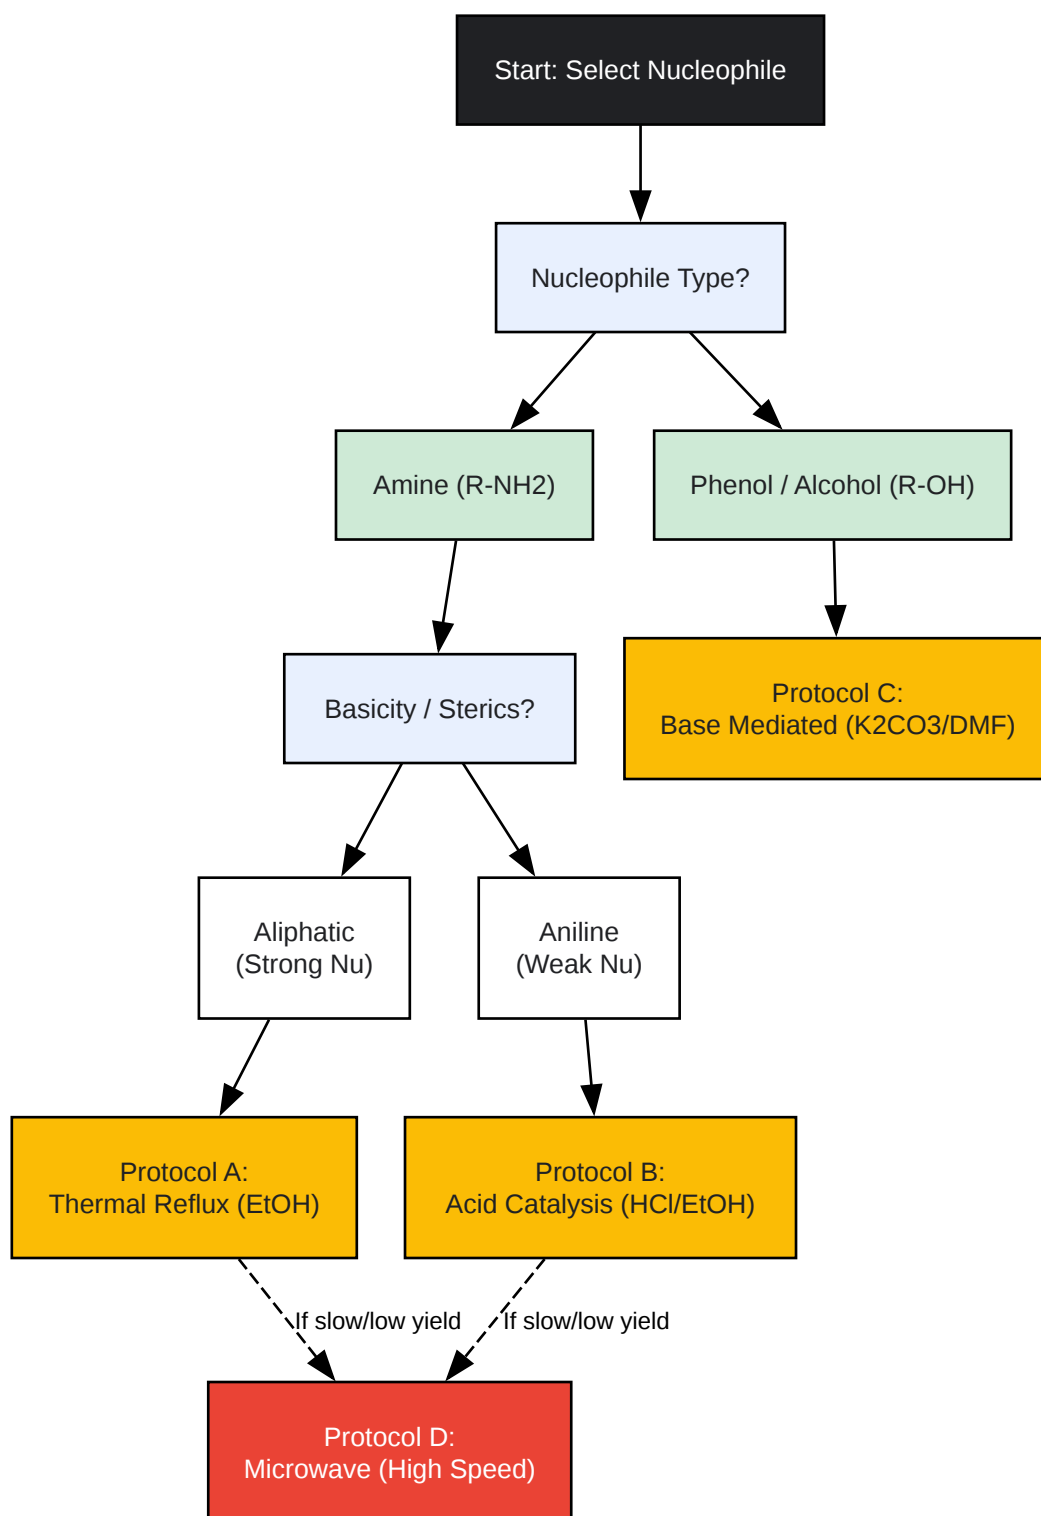 Start: Select Nucleophile
Nucleophile Type?
Amine (R-NH2)
Phenol / Alcohol (R-OH)
Basicity / Sterics?
Protocol C:
Base Mediated (K2CO3/DMF)
Aliphatic
(Strong Nu)
Aniline
(Weak Nu)
Protocol A:
Thermal Reflux (EtOH)
Protocol B:
Acid Catalysis (HCl/EtOH)
If slow/low yield
If slow/low yield
Protocol D:
Microwave (High Speed)